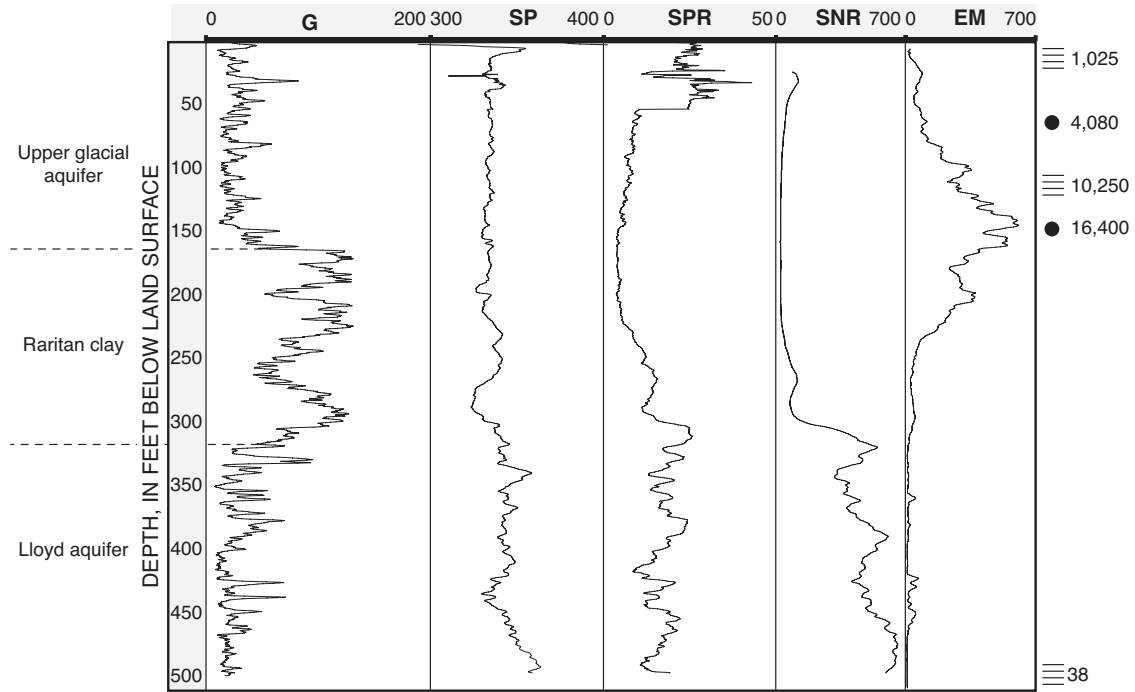 0 G 200 300 SP 400 0 SPR 50 0 SNR 700 0 EM 700
1,025
50
4,080
Upper glacial
aquifer
100
10,250
150
16,400
200
Raritan clay
250
300
350
Lloyd aquifer
400
450
500
38
DEPTH, IN FEET BELOW LAND SURFACE